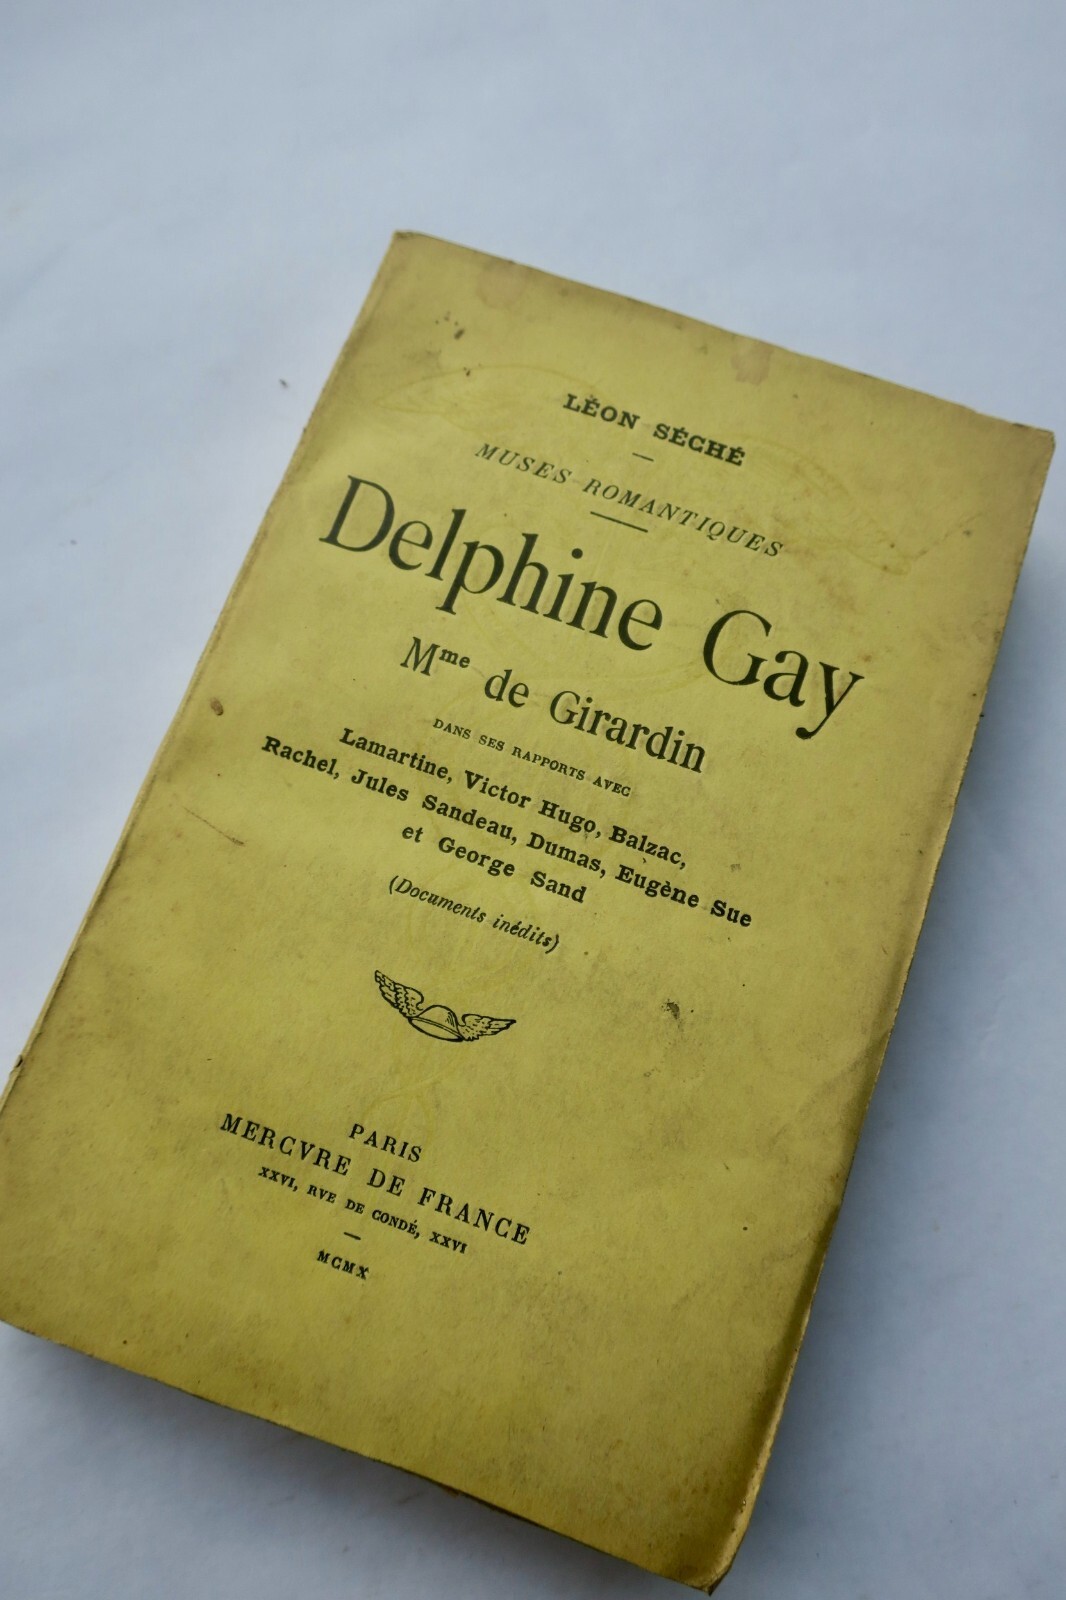 LÉON SÉCHÉ
MUSES ROMANTIQUES
Delphine Gay
Mme de Girardin
DANS SES RAPPORTS AVEC
Lamartine, Victor Hugo, Balzac,
Rachel, Jules Sandeau, Dumas, Eugène Sue
et George Sand
(Documents inédits)
PARIS
MERCVRE DE FRANCE
XXVI, RVE DE CONDÉ, XXVI
MCMX